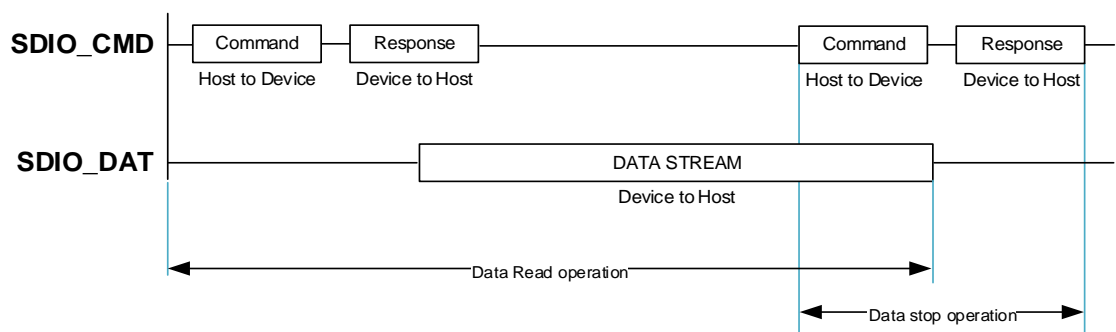 SDIO_CMD Command Response Command Response
Host to Device Device to Host Host to Device Device to Host
SDIO_DAT DATA STREAM
Device to Host
Data Read operation
Data stop operation